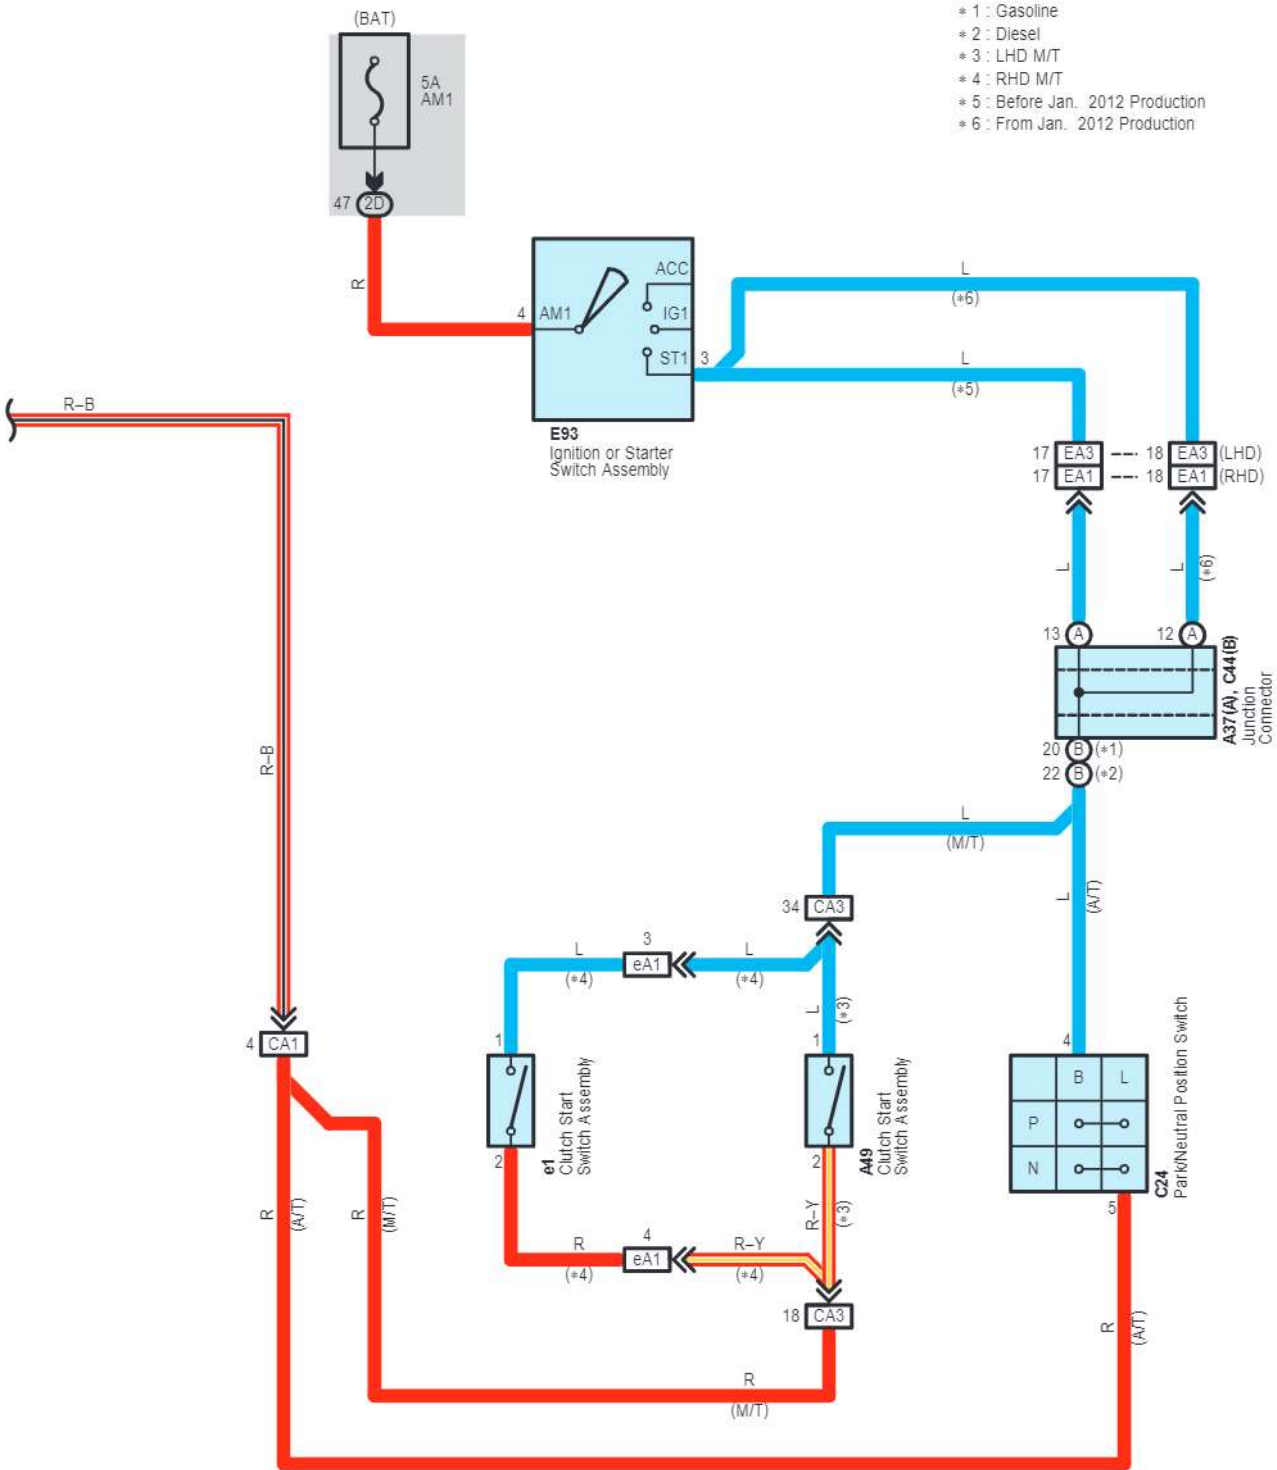 (BAT)
5A
AM1
47 2D
R
∗ 1 : Gasoline
∗ 2 : Diesel
∗ 3 : LHD M/T
∗ 4 : RHD M/T
∗ 5 : Before Jan. 2012 Production
∗ 6 : From Jan. 2012 Production
ACC
4 AM1 IG1
ST1 3
E93
Ignition or Starter
Switch Assembly
L
(∗6)
L
(∗5)
R–B
17 EA3 18 EA3 (LHD)
17 EA1 18 EA1 (RHD)
L
L
(∗6)
13 A 12 A
A37(A), C44(B)
Junction
Connector
20 B (∗1)
22 B (∗2)
R–B
L
(M/T)
L
(A/T)
34 CA3
3
L eA1 L
(∗4) (∗4)
L
(∗3)
4 CA1
1
1
4
e1
Clutch Start
Switch Assembly
2
A49
Clutch Start
Switch Assembly
2
B L
P
N
C24
Park/Neutral Position Switch
5
R
(A/T)
R
(M/T)
R–Y
(∗3)
4
R eA1 R–Y
(∗4) (∗4)
18 CA3
R
(A/T)
R
(M/T)